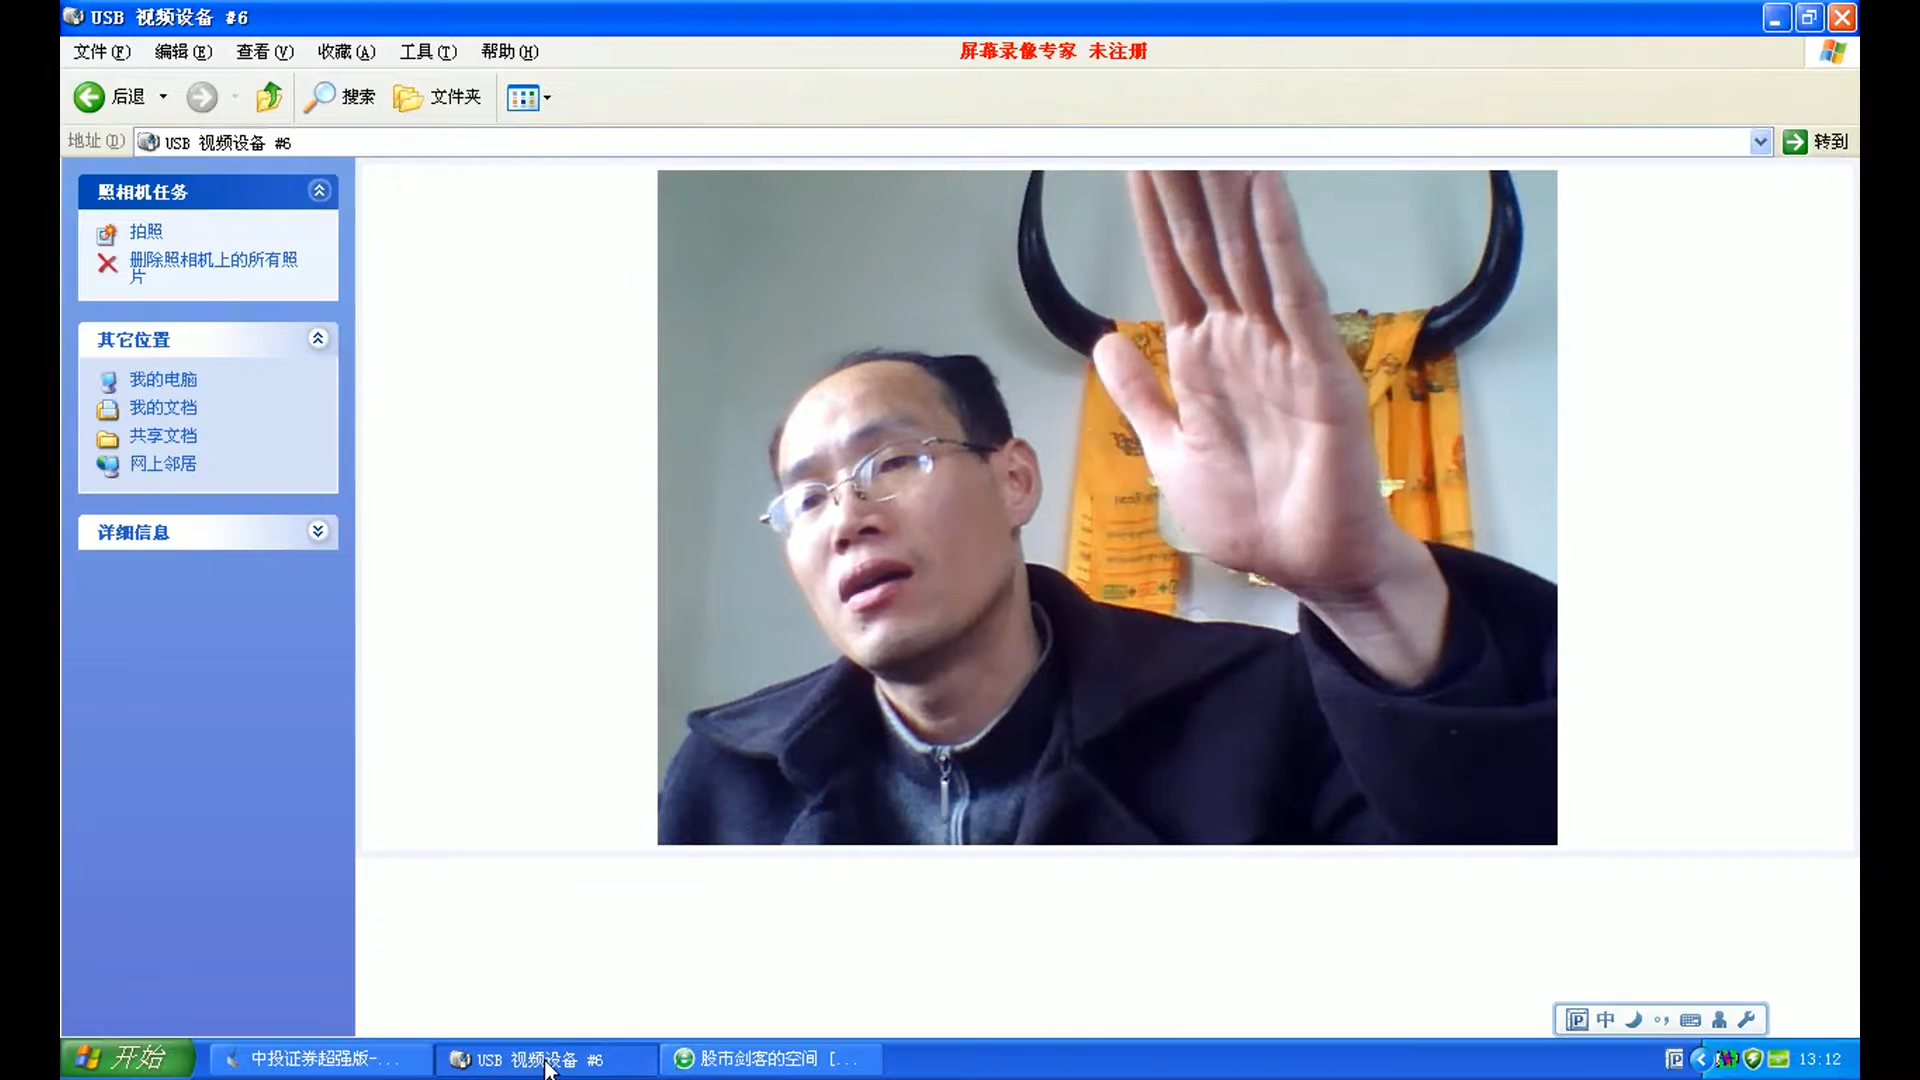 USB 视频设备 #6
文件(F) 编辑(E) 查看(V) 收藏(A) 工具(T) 帮助(H)
屏幕录像专家 未注册
后退 搜索 文件夹
地址(D) USB 视频设备 #6 转到
照相机任务
拍照
删除照相机上的所有照
片
其它位置
我的电脑
我的文档
共享文档
网上邻居
详细信息
中
开始 中投证券超强版-... USB 视频设备 #6 股市剑客的空间 [... 13:12